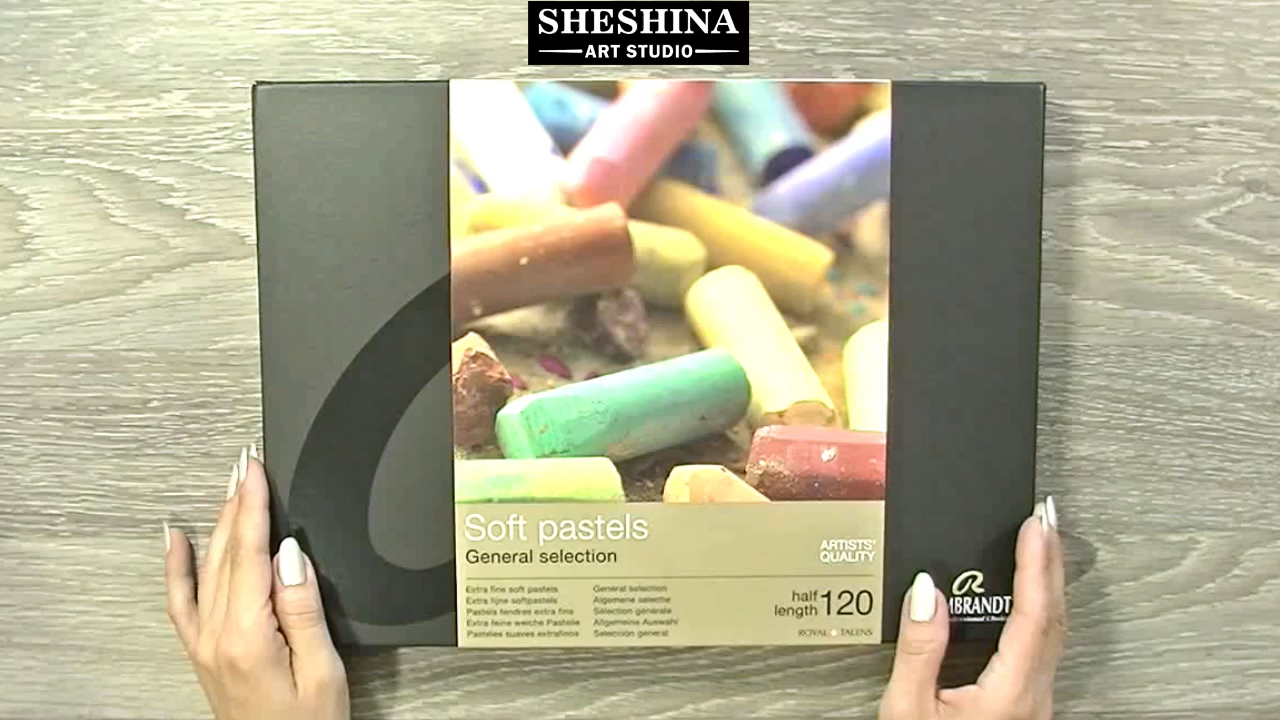 SHESHINA
ART STUDIO
Soft pastels
General selection
ARTISTS'
QUALITY
Extra fine soft pastels
Extra fijne softpastels
Pastels tendres extra fins
Extra feine weiche Pastelle
Pasteles suaves extrafinos
General selection
Algemene selectie
Sélection générale
Allgemeine Auswahl
Selección general
half
length 120
ROYAL TALENS
R
MBRANDT